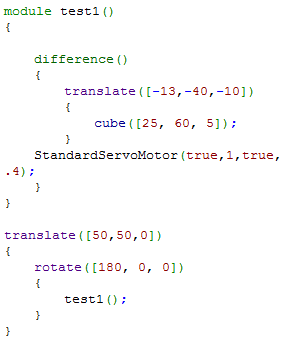 module test1()
{
difference()
{
translate([-13,-40,-10])
{
cube([25, 60, 5]);
}
StandardServoMotor(true,1,true,
.4);
}
}
translate([50,50,0])
{
rotate([180, 0, 0])
{
test1();
}
}